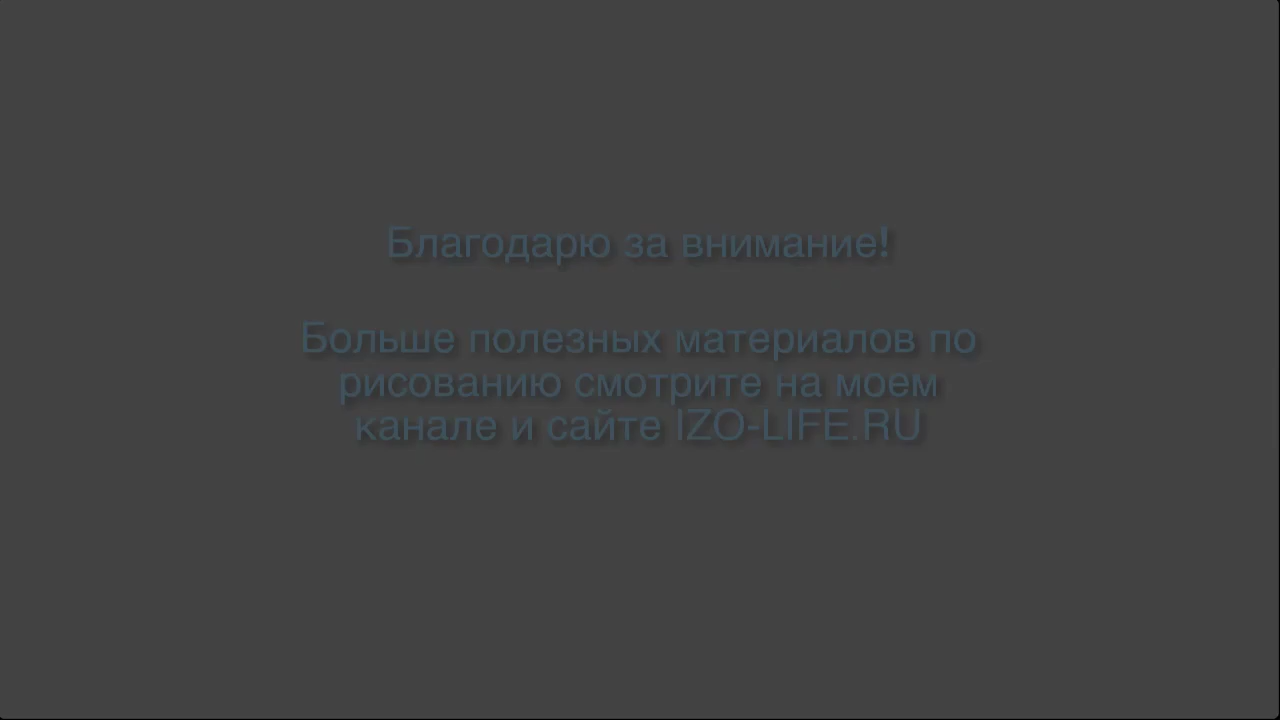 Благодарю за внимание!
Больше полезных материалов по
рисованию смотрите на моем
канале и сайте IZO-LIFE.RU